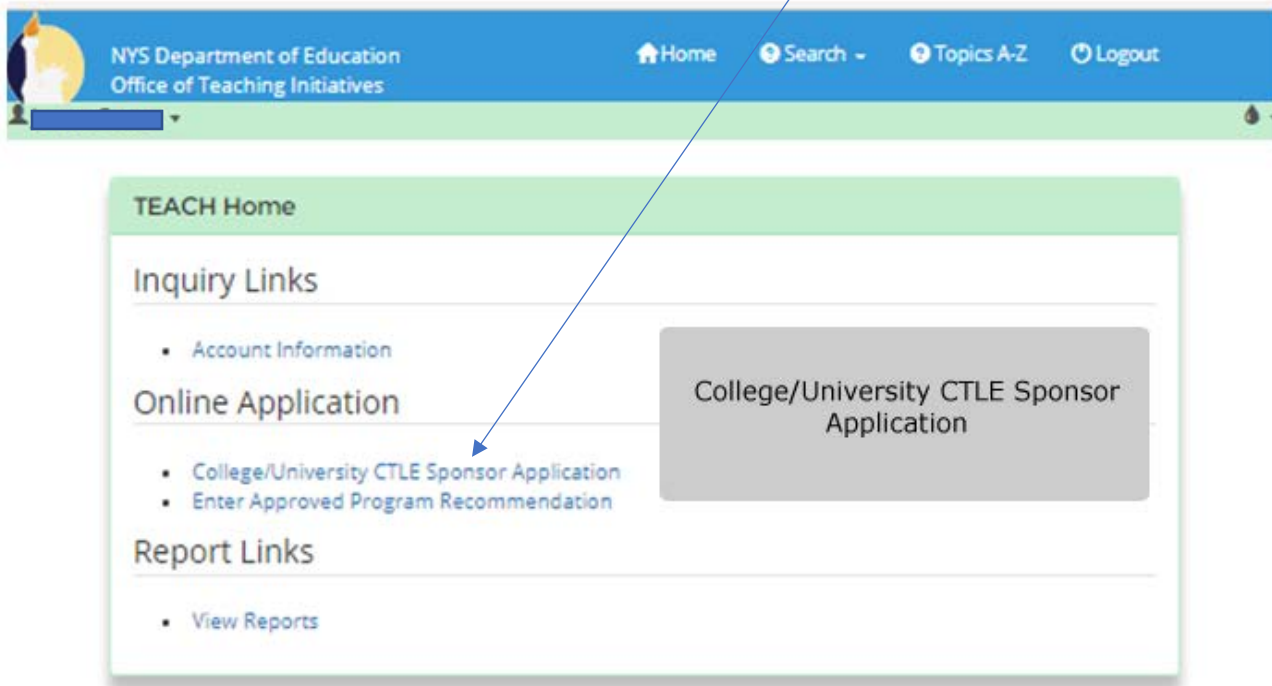 NYS Department of Education
Office of Teaching Initiatives
Home Search Topics A-Z Logout
TEACH Home
Inquiry Links
Account Information
Online Application
College/University CTLE Sponsor Application
Enter Approved Program Recommendation
College/University CTLE Sponsor
Application
Report Links
View Reports